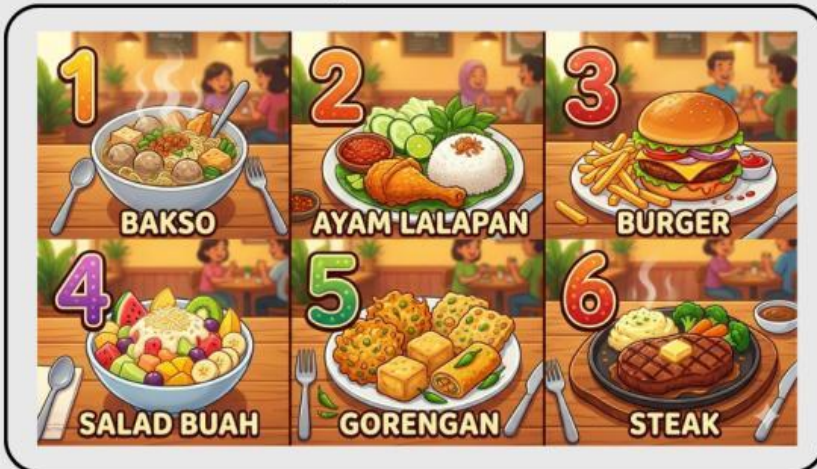 1
2
3
BAKSO
AYAM LALAPAN
BURGER
4
5
6
SALAD BUAH
GORENGAN
STEAK